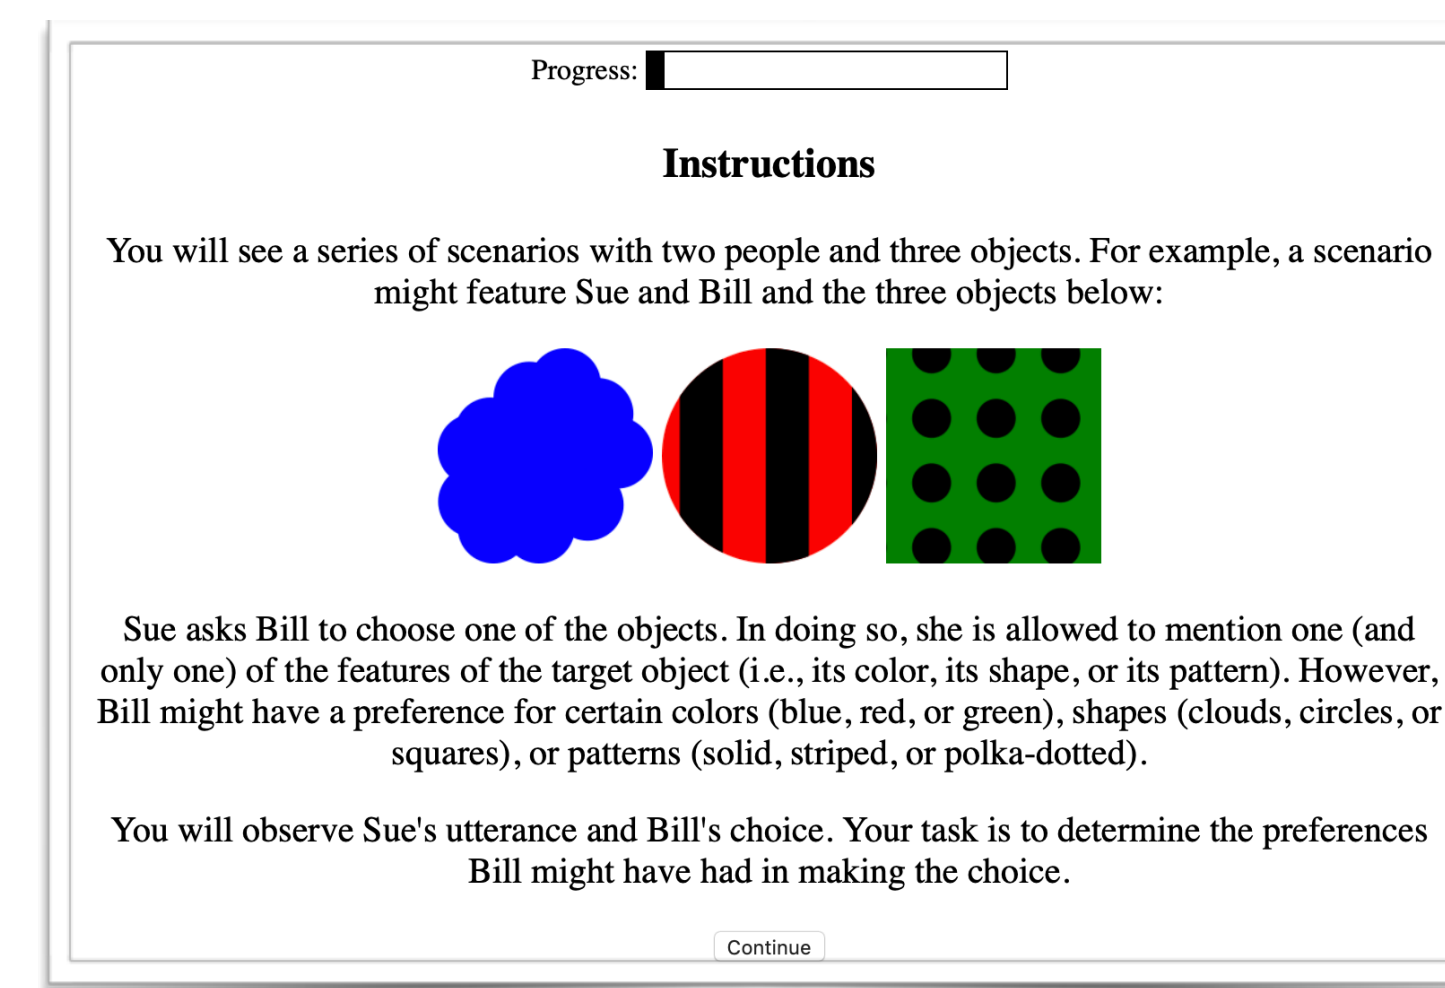 Progress:
Instructions
You will see a series of scenarios with two people and three objects. For example, a scenario
might feature Sue and Bill and the three objects below:
Sue asks Bill to choose one of the objects. In doing so, she is allowed to mention one (and
only one) of the features of the target object (i.e., its color, its shape, or its pattern). However,
Bill might have a preference for certain colors (blue, red, or green), shapes (clouds, circles, or
squares), or patterns (solid, striped, or polka-dotted).
You will observe Sue's utterance and Bill's choice. Your task is to determine the preferences
Bill might have had in making the choice.
Continue